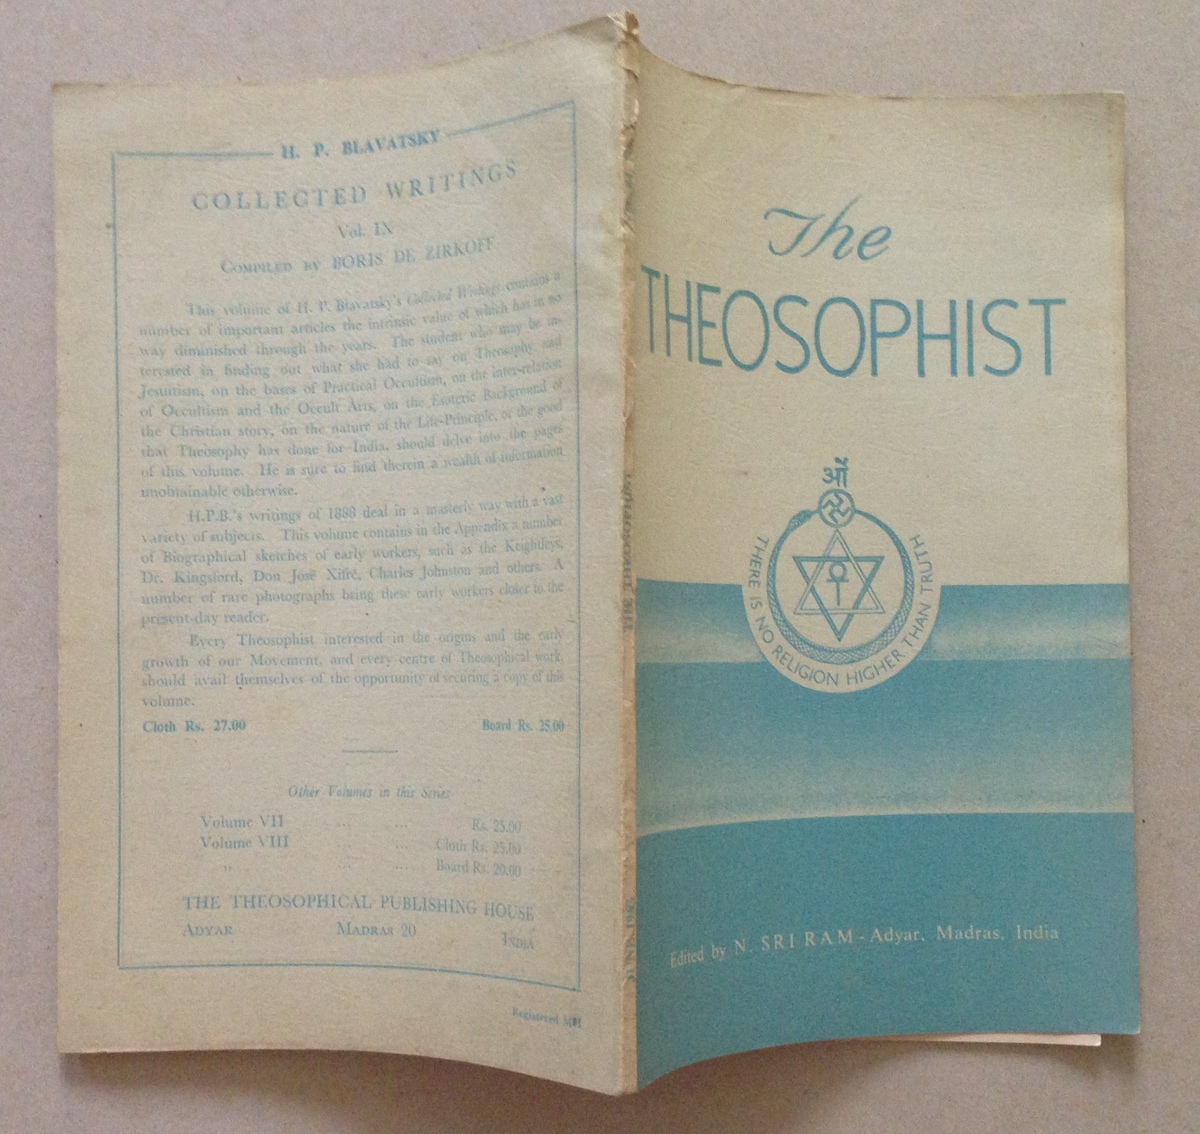 H. P. BLAVATSKY
COLLECTED WRITINGS
Vol. IX
COMPILED BY BORIS DE ZIRKOFF
This volume of H. P. Blavatsky's Collected Writings contains a
number of important articles the intrinsic value of which has in no
way diminished through the years. The student who may be in-
terested in finding out what she had to say on Theosophy and
Jesuitism, on the bases of Practical Occultism, on the inter-relation
of Occultism and the Occult Arts, on the Esoteric Background of
the Christian story, on the nature of the Life-Principle, or the good
that Theosophy has done for India, should delve into the pages
of this volume. He is sure to find therein a wealth of information
unobtainable otherwise.
H.P.B.'s writings of 1888 deal in a masterly way with a vast
variety of subjects. This volume contains in the Appendix a number
of Biographical sketches of early workers, such as the Keightleys,
Dr. Kingsford, Don José Xifré, Charles Johnston and others. A
number of rare photographs bring these early workers closer to the
present-day reader.
Every Theosophist interested in the origins and the early
growth of our Movement, and every centre of Theosophical work,
should avail themselves of the opportunity of securing a copy of this
volume.
Cloth Rs. 27.00 Board Rs. 25.00
Other Volumes in this Series
Volume VII ... ... Rs. 25.00
Volume VIII ... ... Cloth Rs. 25.00
,, ... ... Board Rs. 20.00
THE THEOSOPHICAL PUBLISHING HOUSE
ADYAR MADRAS 20 INDIA
Registered
THE THEOSOPHIST
JUNE
The
THEOSOPHIST
ओं
THERE IS NO RELIGION HIGHER THAN TRUTH
Edited by N. SRI RAM - Adyar, Madras, India